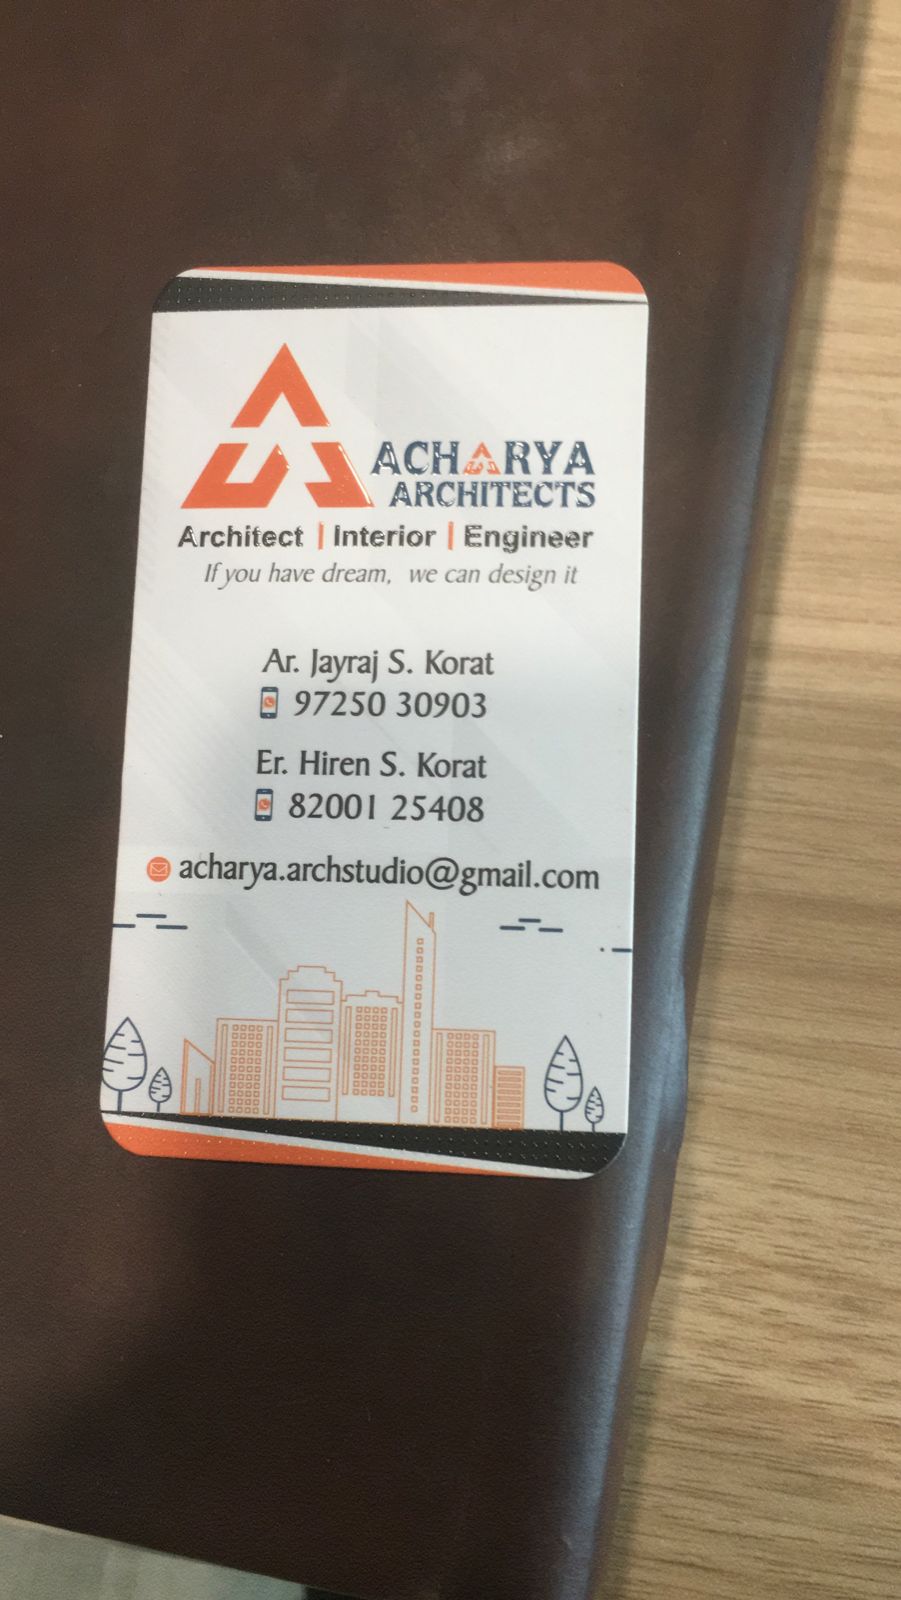 ACHARYA
ARCHITECTS
Architect | Interior | Engineer
If you have dream, we can design it
Ar. Jayraj S. Korat
97250 30903
Er. Hiren S. Korat
82001 25408
acharya.archstudio@gmail.com